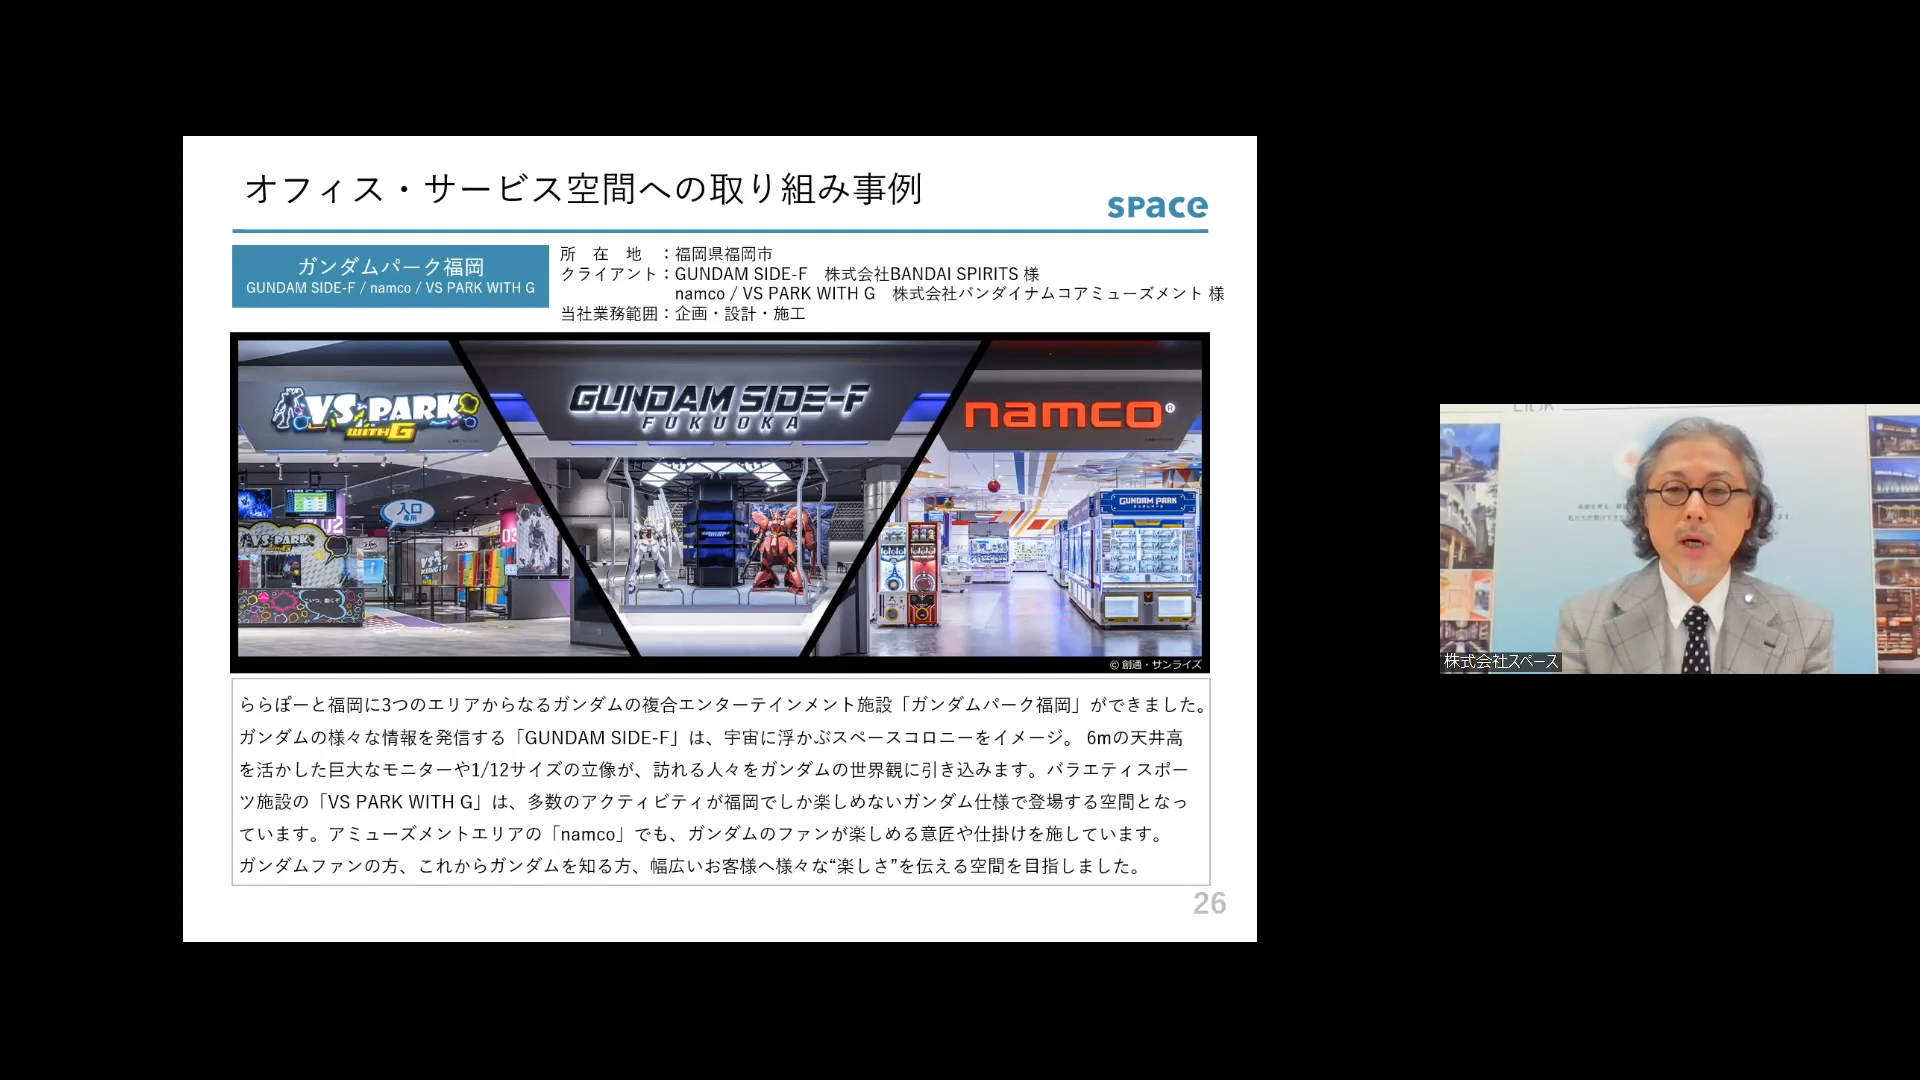 オフィス・サービス空間への取り組み事例
space
ガンダムパーク福岡
GUNDAM SIDE-F / namco / VS PARK WITH G
所 在 地 ：福岡県福岡市
クライアント：GUNDAM SIDE-F 株式会社BANDAI SPIRITS 様
namco / VS PARK WITH G 株式会社バンダイナムコアミューズメント 様
当社業務範囲：企画・設計・施工
VS PARK
WITH G
GUNDAM SIDE-F
FUKUOKA
namco®
入口
専用
02
03
VS PARK
GUNDAM PARK
こいつ、動くぞ
© 創通・サンライズ
ららぽーと福岡に3つのエリアからなるガンダムの複合エンターテインメント施設「ガンダムパーク福岡」ができました。
ガンダムの様々な情報を発信する「GUNDAM SIDE-F」は、宇宙に浮かぶスペースコロニーをイメージ。 6mの天井高
を活かした巨大なモニターや1/12サイズの立像が、訪れる人々をガンダムの世界観に引き込みます。バラエティスポー
ツ施設の「VS PARK WITH G」は、多数のアクティビティが福岡でしか楽しめないガンダム仕様で登場する空間となっ
ています。アミューズメントエリアの「namco」でも、ガンダムのファンが楽しめる意匠や仕掛けを施しています。
ガンダムファンの方、これからガンダムを知る方、幅広いお客様へ様々な“楽しさ”を伝える空間を目指しました。
26
株式会社スペース